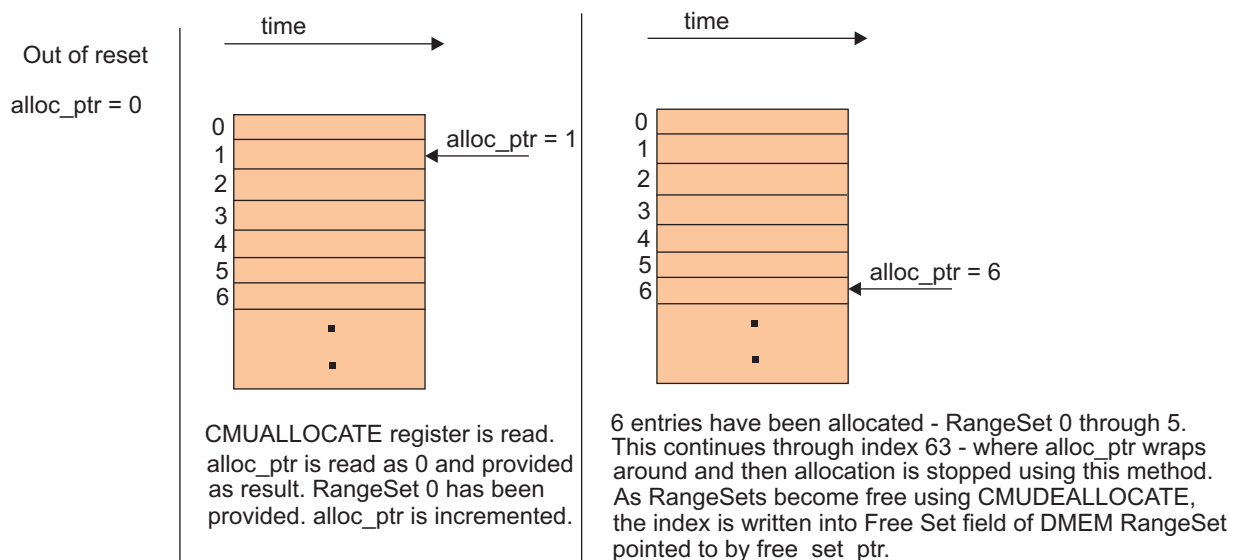 Out of reset
alloc_ptr = 0
time
0
1
2
3
4
5
6
alloc_ptr = 1
CMUALLOCATE register is read.
alloc_ptr is read as 0 and provided
as result. RangeSet 0 has been
provided. alloc_ptr is incremented.
time
0
1
2
3
4
5
6
alloc_ptr = 6
6 entries have been allocated - RangeSet 0 through 5.
This continues through index 63 - where alloc_ptr wraps
around and then allocation is stopped using this method.
As RangeSets become free using CMUDEALLOCATE,
the index is written into Free Set field of DMEM RangeSet
pointed to by free_set_ptr.